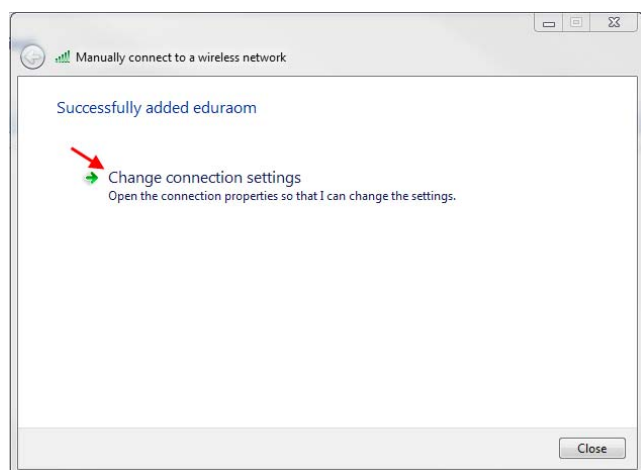 Manually connect to a wireless network
Successfully added eduraom
Change connection settings
Open the connection properties so that I can change the settings.
Close